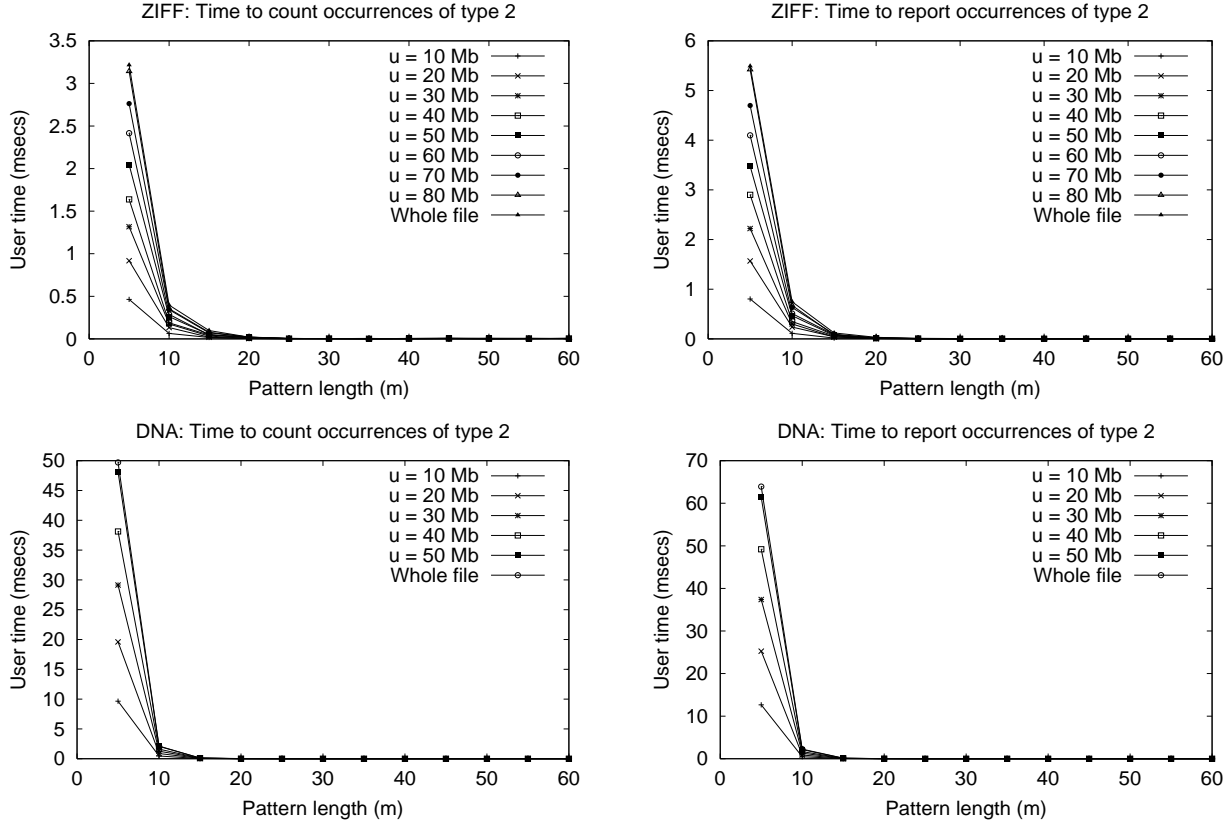 ZIFF: Time to count occurrences of type 2
User time (msecs)
3.5
3
2.5
2
1.5
1
0.5
0
0
10
20
30
40
50
60
Pattern length (m)
u = 10 Mb
u = 20 Mb
u = 30 Mb
u = 40 Mb
u = 50 Mb
u = 60 Mb
u = 70 Mb
u = 80 Mb
Whole file
ZIFF: Time to report occurrences of type 2
User time (msecs)
6
5
4
3
2
1
0
0
10
20
30
40
50
60
Pattern length (m)
u = 10 Mb
u = 20 Mb
u = 30 Mb
u = 40 Mb
u = 50 Mb
u = 60 Mb
u = 70 Mb
u = 80 Mb
Whole file
DNA: Time to count occurrences of type 2
User time (msecs)
50
45
40
35
30
25
20
15
10
5
0
0
10
20
30
40
50
60
Pattern length (m)
u = 10 Mb
u = 20 Mb
u = 30 Mb
u = 40 Mb
u = 50 Mb
Whole file
DNA: Time to report occurrences of type 2
User time (msecs)
70
60
50
40
30
20
10
0
0
10
20
30
40
50
60
Pattern length (m)
u = 10 Mb
u = 20 Mb
u = 30 Mb
u = 40 Mb
u = 50 Mb
Whole file